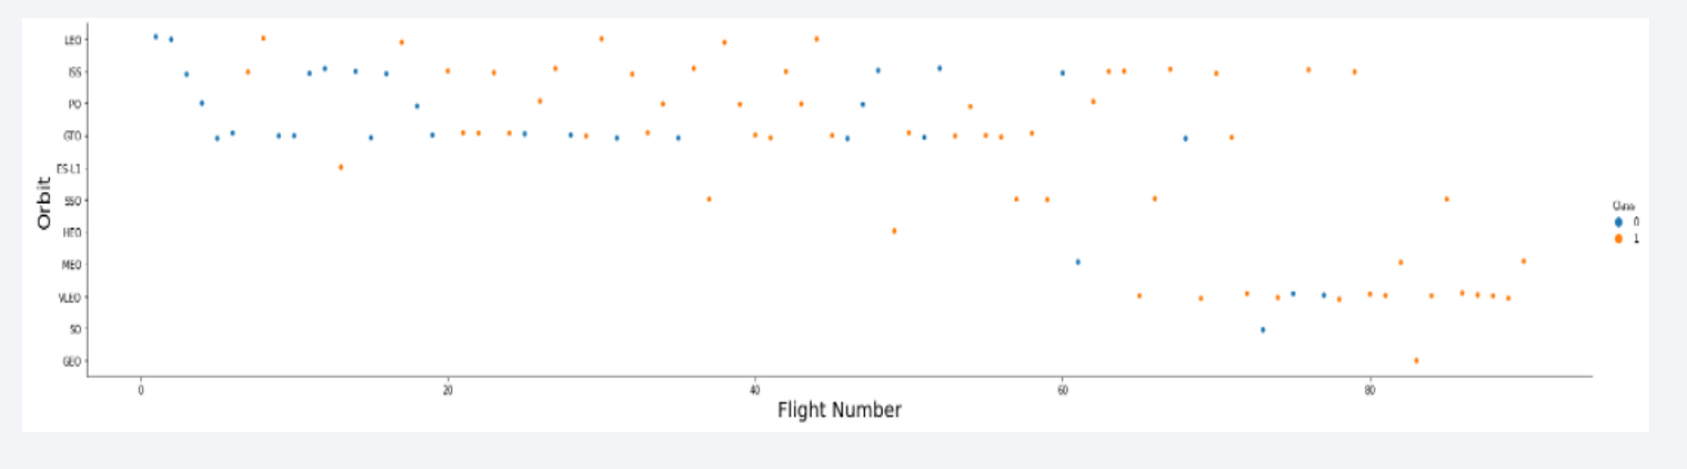 LEO
ISS
PO
GTO
ES-L1
SSO
HEO
MEO
VLEO
SO
GEO
Orbit
0 20 40 60 80
Flight Number
Class
0
1